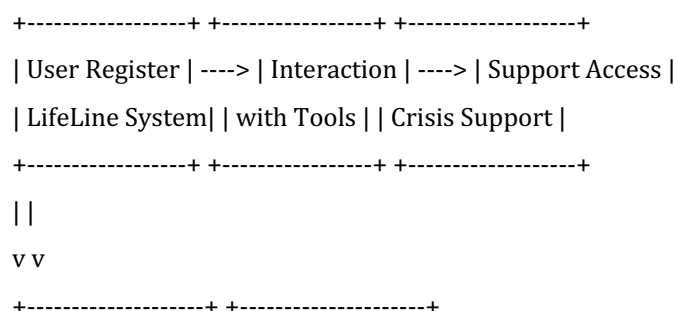 +------------------+ +-----------------+ +-------------------+
| User Register | ----> | Interaction | ----> | Support Access |
| LifeLine System| | with Tools | | Crisis Support |
+------------------+ +-----------------+ +-------------------+
| |
v v
+--------------------+ +---------------------+